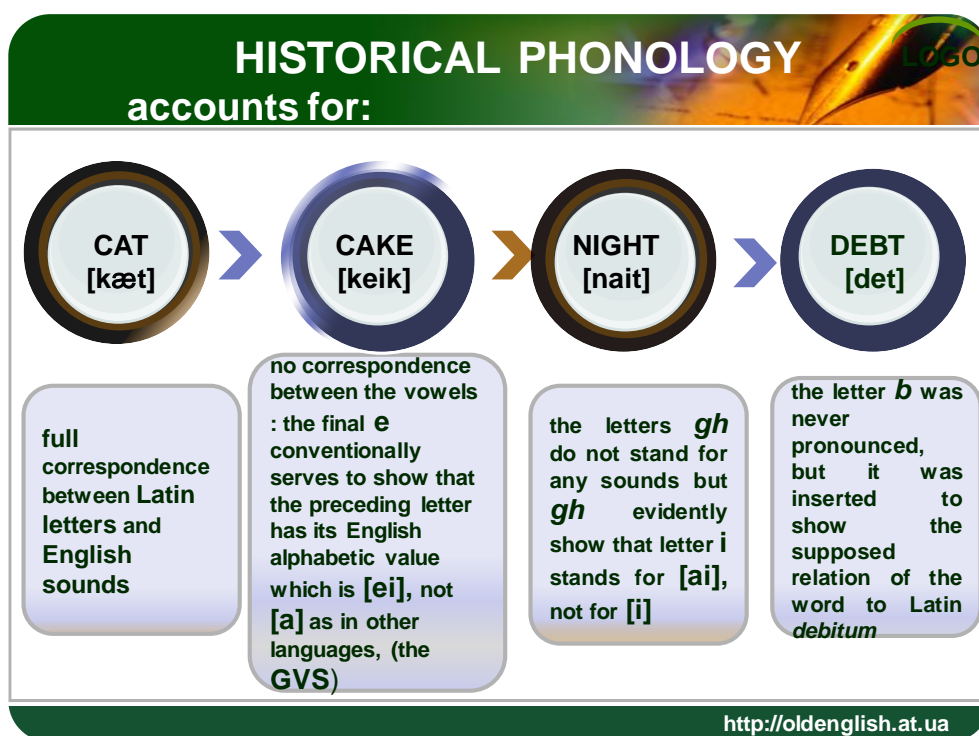 HISTORICAL PHONOLOGY
accounts for:
LOGO
CAT
[kæt]
CAKE
[keik]
NIGHT
[nait]
DEBT
[det]
full
correspondence
between Latin
letters and
English
sounds
no correspondence
between the vowels
: the final e
conventionally
serves to show that
the preceding letter
has its English
alphabetic value
which is [ei], not
[a] as in other
languages, (the
GVS)
the letters gh
do not stand for
any sounds but
gh evidently
show that letter i
stands for [ai],
not for [i]
the letter b was
never
pronounced,
but it was
inserted to
show the
supposed
relation of the
word to Latin
debitum
http://oldenglish.at.ua